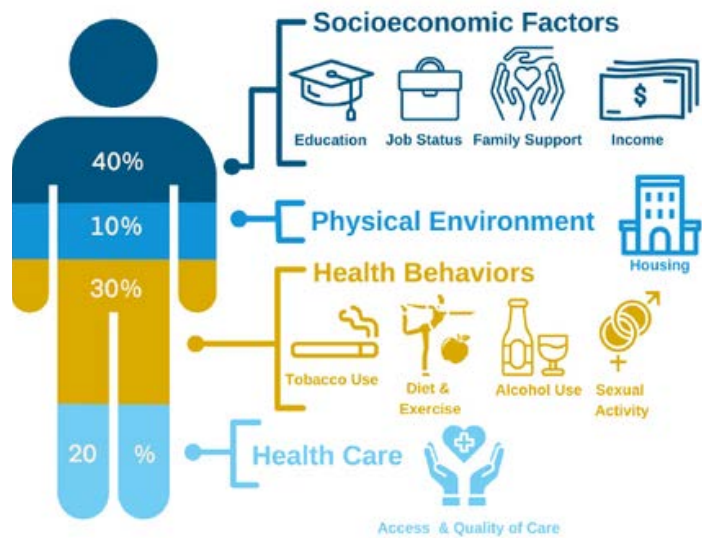 Socioeconomic Factors
$
Education
Job Status
Family Support
Income
40%
10%
Physical Environment
Housing
30%
Health Behaviors
Tobacco Use
Diet &
Exercise
Alcohol Use
Sexual
Activity
20 %
Health Care
Access & Quality of Care